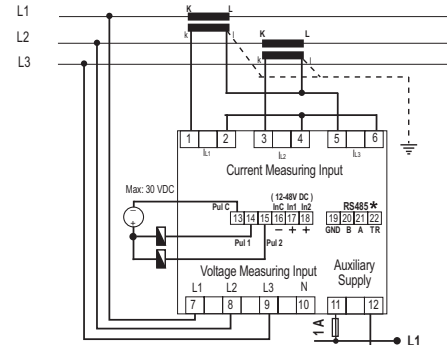 L1
L2
L3
K L
k l
K L
k l
1 2 3 4 5 6
IL1 IL2 IL3
Current Measuring Input
Max: 30 VDC
( 12-48V DC )
Pul C InC In1 In2 RS485*
13 14 15 16 17 18 19 20 21 22
− + + GND B A TR
− +
Pul 1 Pul 2
Voltage Measuring Input
Auxiliary
Supply
L1 L2 L3 N
7 8 9 10 11 12
1 A
L1